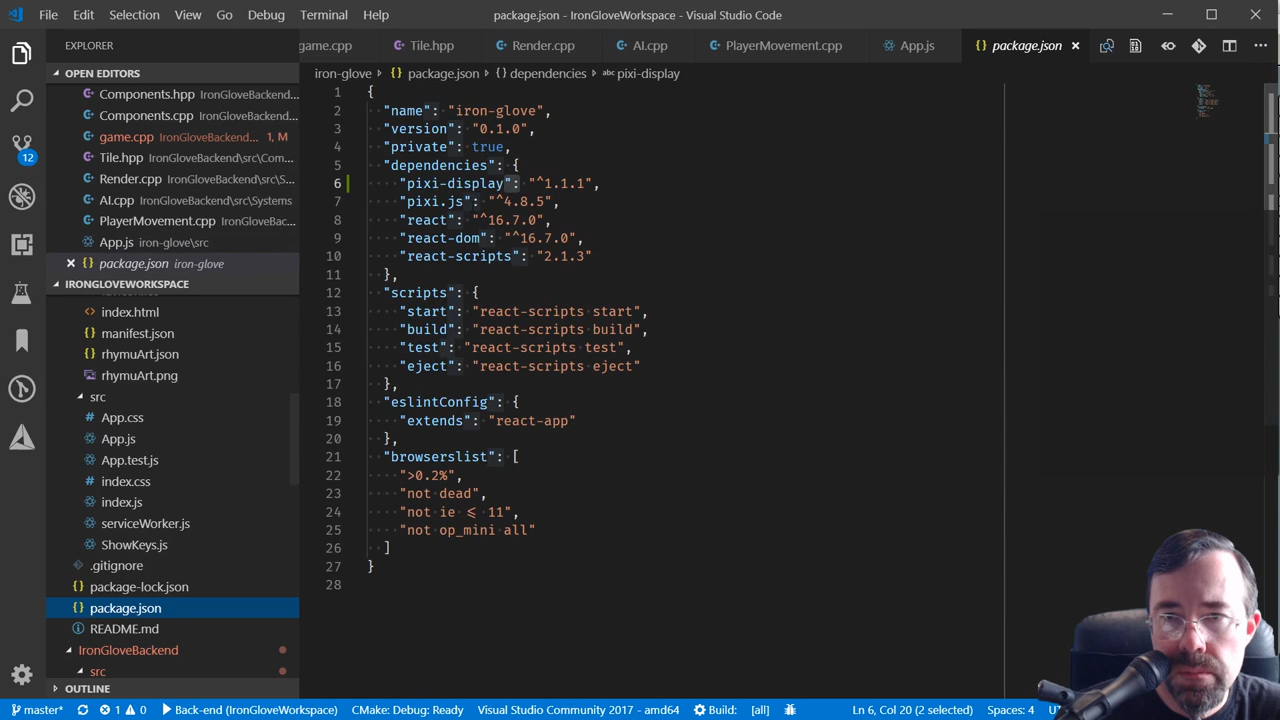 File Edit Selection View Go Debug Terminal Help package.json - IronGloveWorkspace - Visual Studio Code
EXPLORER
game.cpp Tile.hpp Render.cpp AI.cpp PlayerMovement.cpp App.js package.json
OPEN EDITORS
Components.hpp IronGloveBackend...
Components.cpp IronGloveBackend...
game.cpp IronGloveBackend... 1, M
Tile.hpp IronGloveBackend\src\Com...
Render.cpp IronGloveBackend\src\S...
AI.cpp IronGloveBackend\src\Systems
PlayerMovement.cpp IronGloveBac...
App.js iron-glove\src
package.json iron-glove
IRONGLOVEWORKSPACE
index.html
manifest.json
rhymuArt.json
rhymuArt.png
src
App.css
App.js
App.test.js
index.css
index.js
serviceWorker.js
ShowKeys.js
.gitignore
package-lock.json
package.json
README.md
IronGloveBackend
src
OUTLINE
12
iron-glove package.json dependencies abc pixi-display
1 {
2 "name": "iron-glove",
3 "version": "0.1.0",
4 "private": true,
5 "dependencies": {
6 "pixi-display": "^1.1.1",
7 "pixi.js": "^4.8.5",
8 "react": "^16.7.0",
9 "react-dom": "^16.7.0",
10 "react-scripts": "2.1.3"
11 },
12 "scripts": {
13 "start": "react-scripts start",
14 "build": "react-scripts build",
15 "test": "react-scripts test",
16 "eject": "react-scripts eject"
17 },
18 "eslintConfig": {
19 "extends": "react-app"
20 },
21 "browserslist": [
22 ">0.2%",
23 "not dead",
24 "not ie <= 11",
25 "not op_mini all"
26 ]
27 }
28
master* 1 0 Back-end (IronGloveWorkspace) CMake: Debug: Ready Visual Studio Community 2017 - amd64 Build: [all] Ln 6, Col 20 (2 selected) Spaces: 4